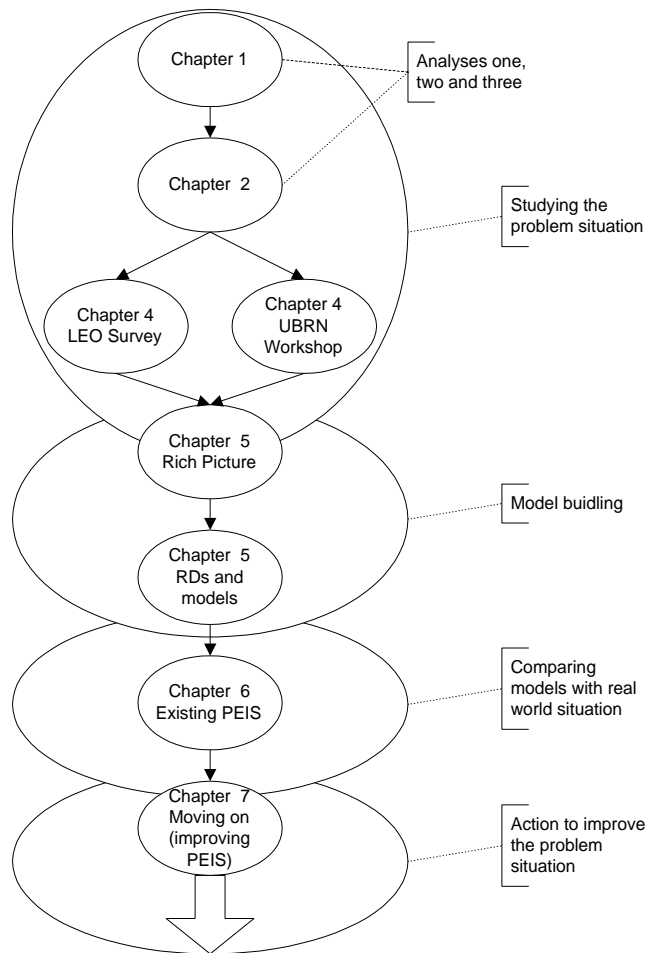 Chapter 1
Analyses one,
two and three
Chapter 2
Studying the
problem situation
Chapter 4
LEO Survey
Chapter 4
UBRN
Workshop
Chapter 5
Rich Picture
Model buidling
Chapter 5
RDs and
models
Chapter 6
Existing PEIS
Comparing
models with real
world situation
Chapter 7
Moving on
(improving
PEIS)
Action to improve
the problem
situation